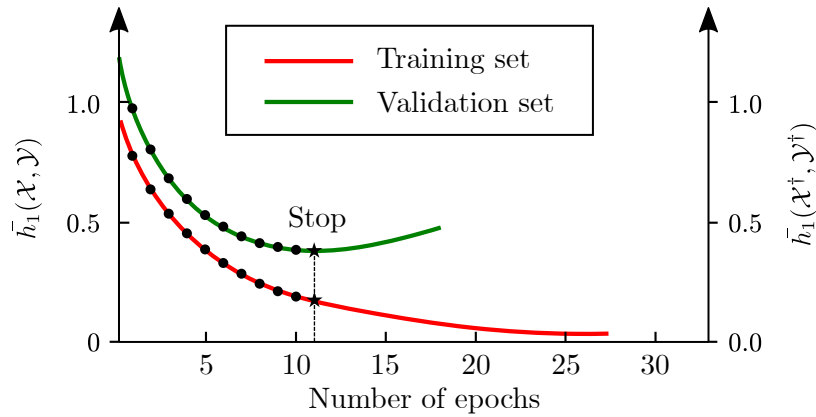 Training set
Validation set
1.0
1.0
h̄₁(𝒳, 𝒴)
h̄₁(𝒳†, 𝒴†)
Stop
0.5
0.5
0
0.0
5 10 15 20 25 30
Number of epochs